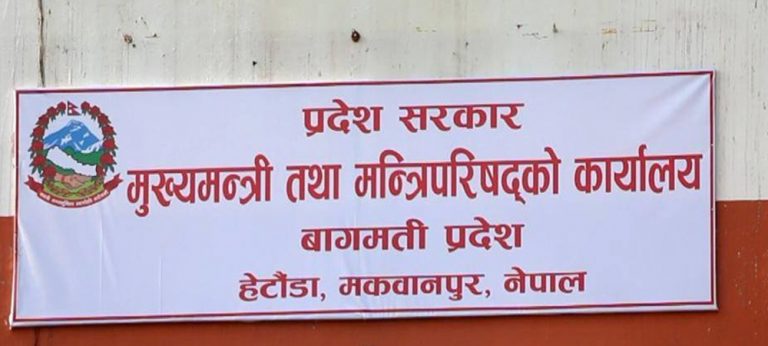 प्रदेश सरकार
मुख्यमन्त्री तथा मन्त्रिपरिषद्को कार्यालय
बागमती प्रदेश
हेटौंडा, मकवानपुर, नेपाल